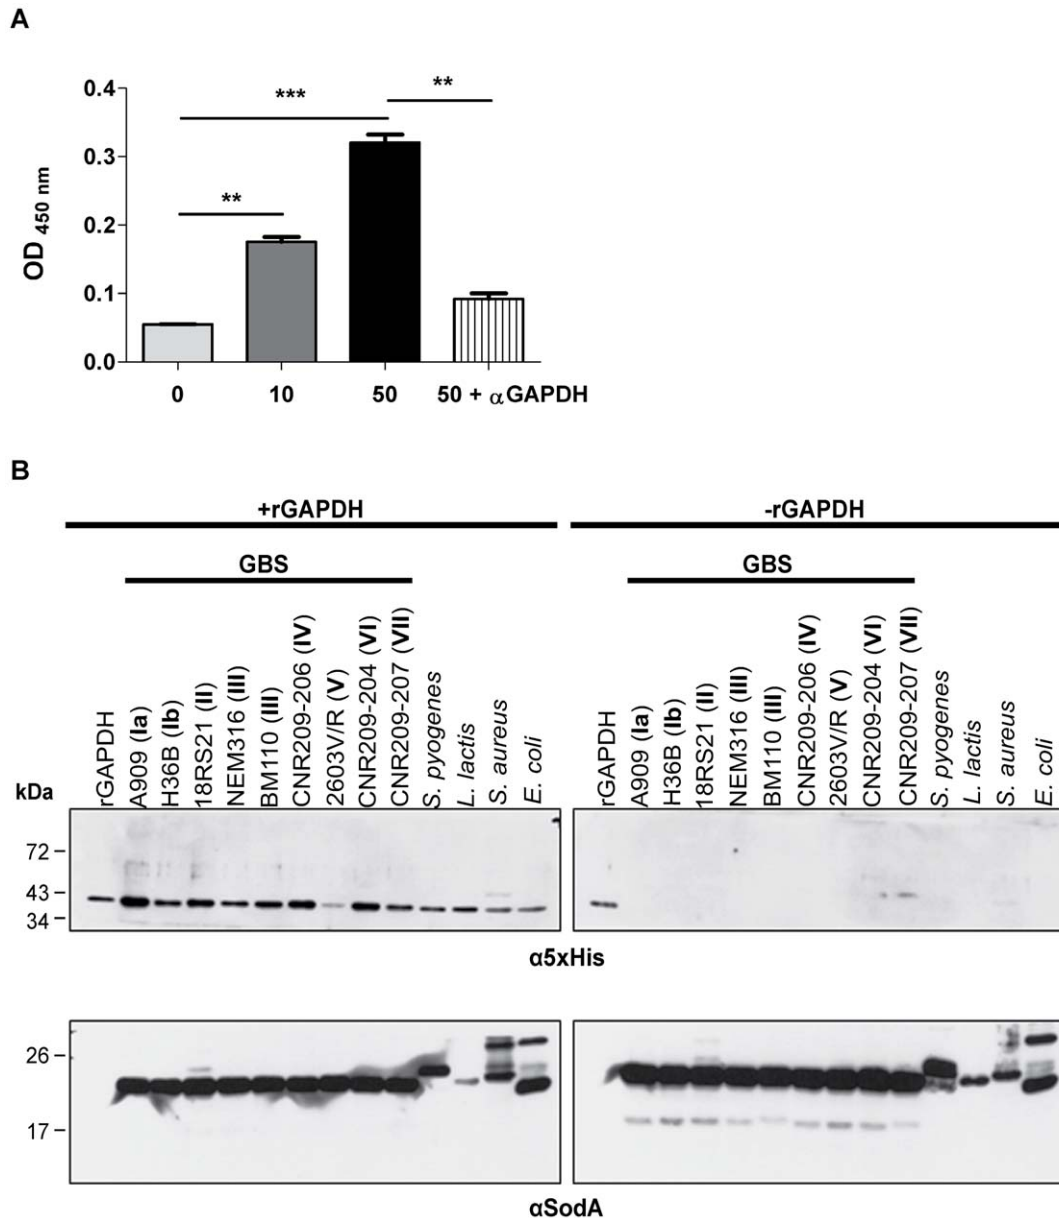 A
0.4
0.3
0.2
0.1
0.0
OD 450 nm
***
**
**
0
10
50
50 + αGAPDH
B
+rGAPDH
-rGAPDH
GBS
GBS
kDa
rGAPDH
A909 (Ia)
H36B (Ib)
18RS21 (II)
NEM316 (III)
BM110 (III)
CNR209-206 (IV)
2603V/R (V)
CNR209-204 (VI)
CNR209-207 (VII)
S. pyogenes
L. lactis
S. aureus
E. coli
rGAPDH
A909 (Ia)
H36B (Ib)
18RS21 (II)
NEM316 (III)
BM110 (III)
CNR209-206 (IV)
2603V/R (V)
CNR209-204 (VI)
CNR209-207 (VII)
S. pyogenes
L. lactis
S. aureus
E. coli
72
43
34
α5xHis
26
17
αSodA